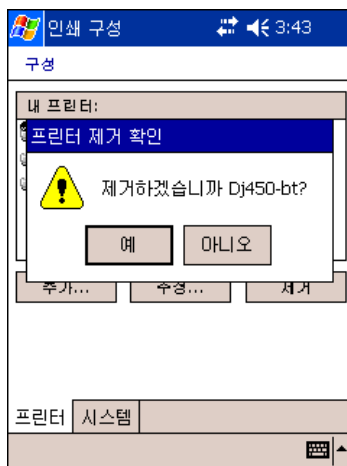 인쇄 구성 3:43
구성
내 프린터:
프린터 제거 확인
제거하겠습니까 Dj450-bt?
예 아니오
추가... 수정... 제거
프린터 시스템